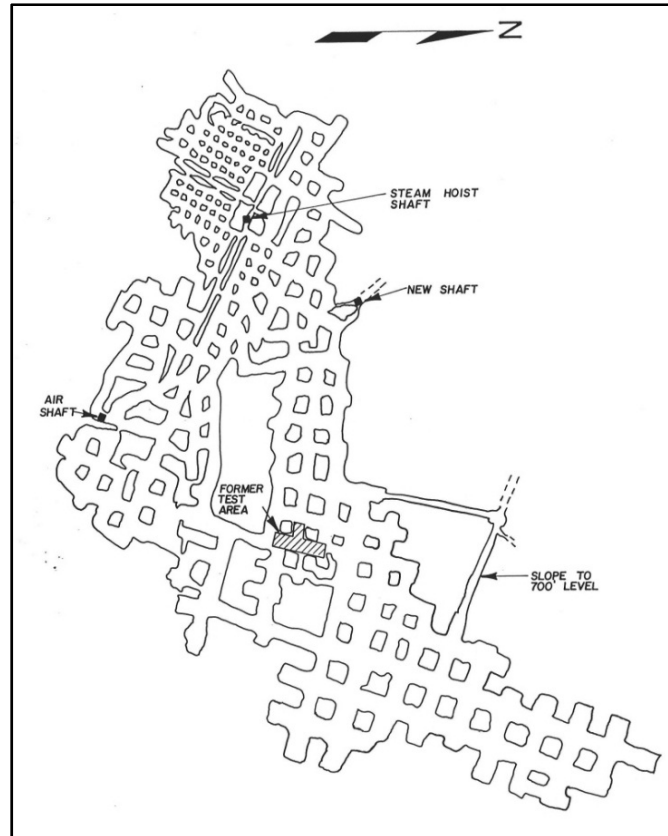 N
STEAM HOIST
SHAFT
NEW SHAFT
AIR
SHAFT
FORMER
TEST
AREA
SLOPE TO
700' LEVEL